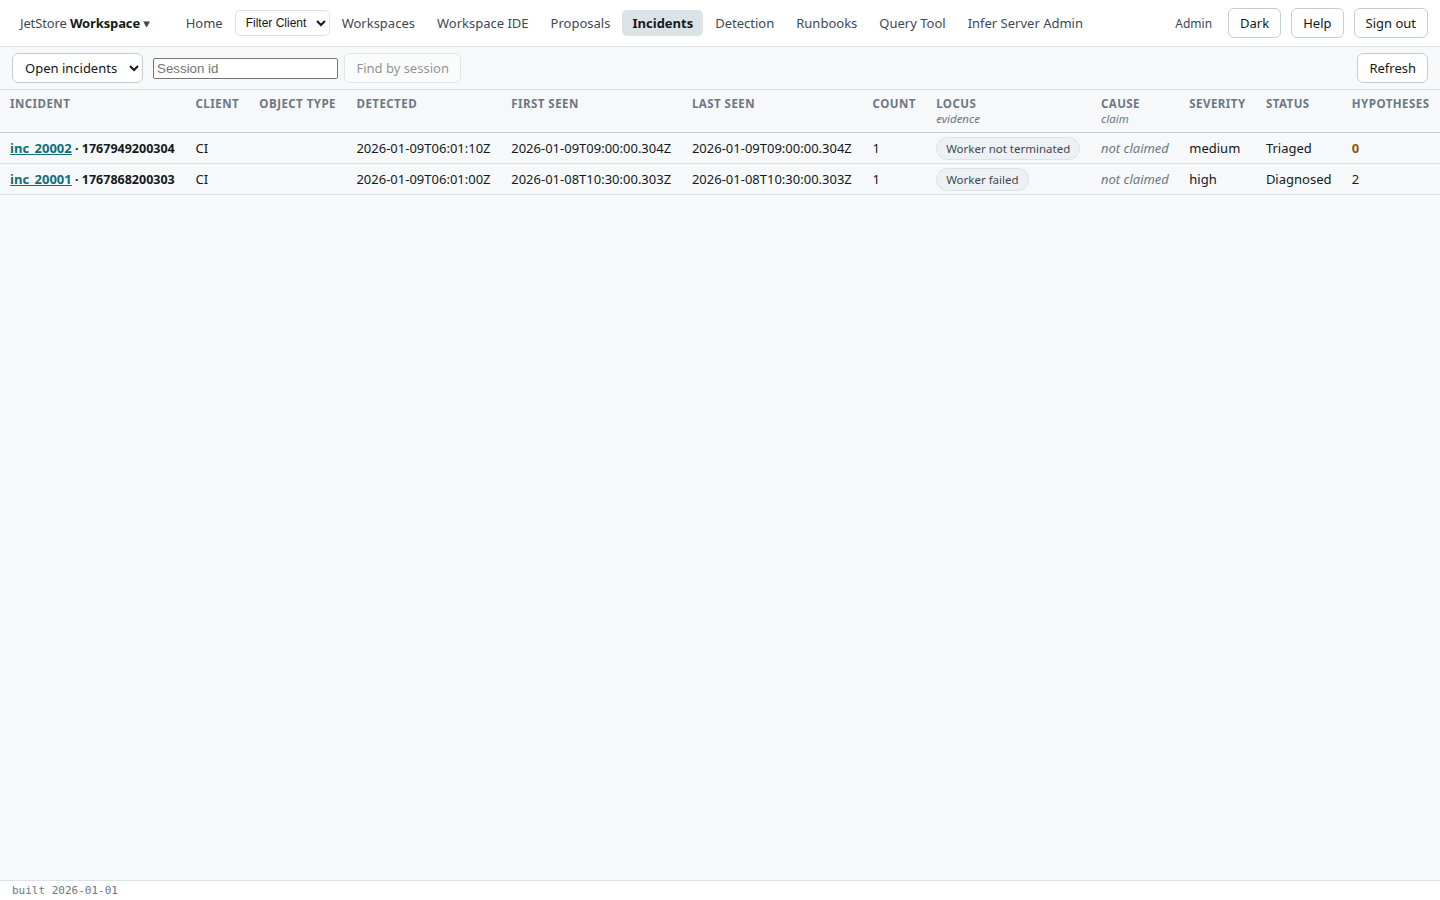 JetStore Workspace ▾ Home Filter Client Workspaces Workspace IDE Proposals Incidents Detection Runbooks Query Tool Infer Server Admin Admin Dark Help Sign out
Open incidents Session id Find by session Refresh
INCIDENT CLIENT OBJECT TYPE DETECTED FIRST SEEN LAST SEEN COUNT LOCUS CAUSE SEVERITY STATUS HYPOTHESES
evidence claim
inc_20002 · 1767949200304 CI 2026-01-09T06:01:10Z 2026-01-09T09:00:00.304Z 2026-01-09T09:00:00.304Z 1 Worker not terminated not claimed medium Triaged 0
inc_20001 · 1767868200303 CI 2026-01-09T06:01:00Z 2026-01-08T10:30:00.303Z 2026-01-08T10:30:00.303Z 1 Worker failed not claimed high Diagnosed 2
built 2026-01-01